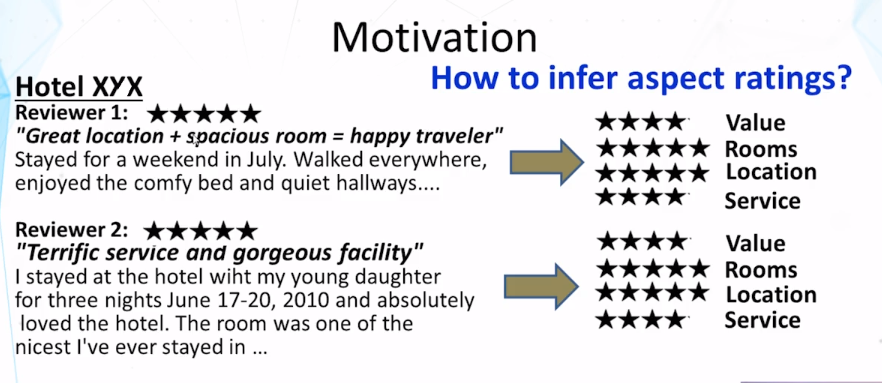 Motivation
How to infer aspect ratings?
Hotel XYX
Reviewer 1: ★★★★★
"Great location + spacious room = happy traveler"
Stayed for a weekend in July. Walked everywhere,
enjoyed the comfy bed and quiet hallways....
★★★★ Value
★★★★★ Rooms
★★★★★ Location
★★★★ Service
Reviewer 2: ★★★★★
"Terrific service and gorgeous facility"
I stayed at the hotel wiht my young daughter
for three nights June 17-20, 2010 and absolutely
loved the hotel. The room was one of the
nicest I've ever stayed in ...
★★★★ Value
★★★★★ Rooms
★★★★★ Location
★★★★ Service